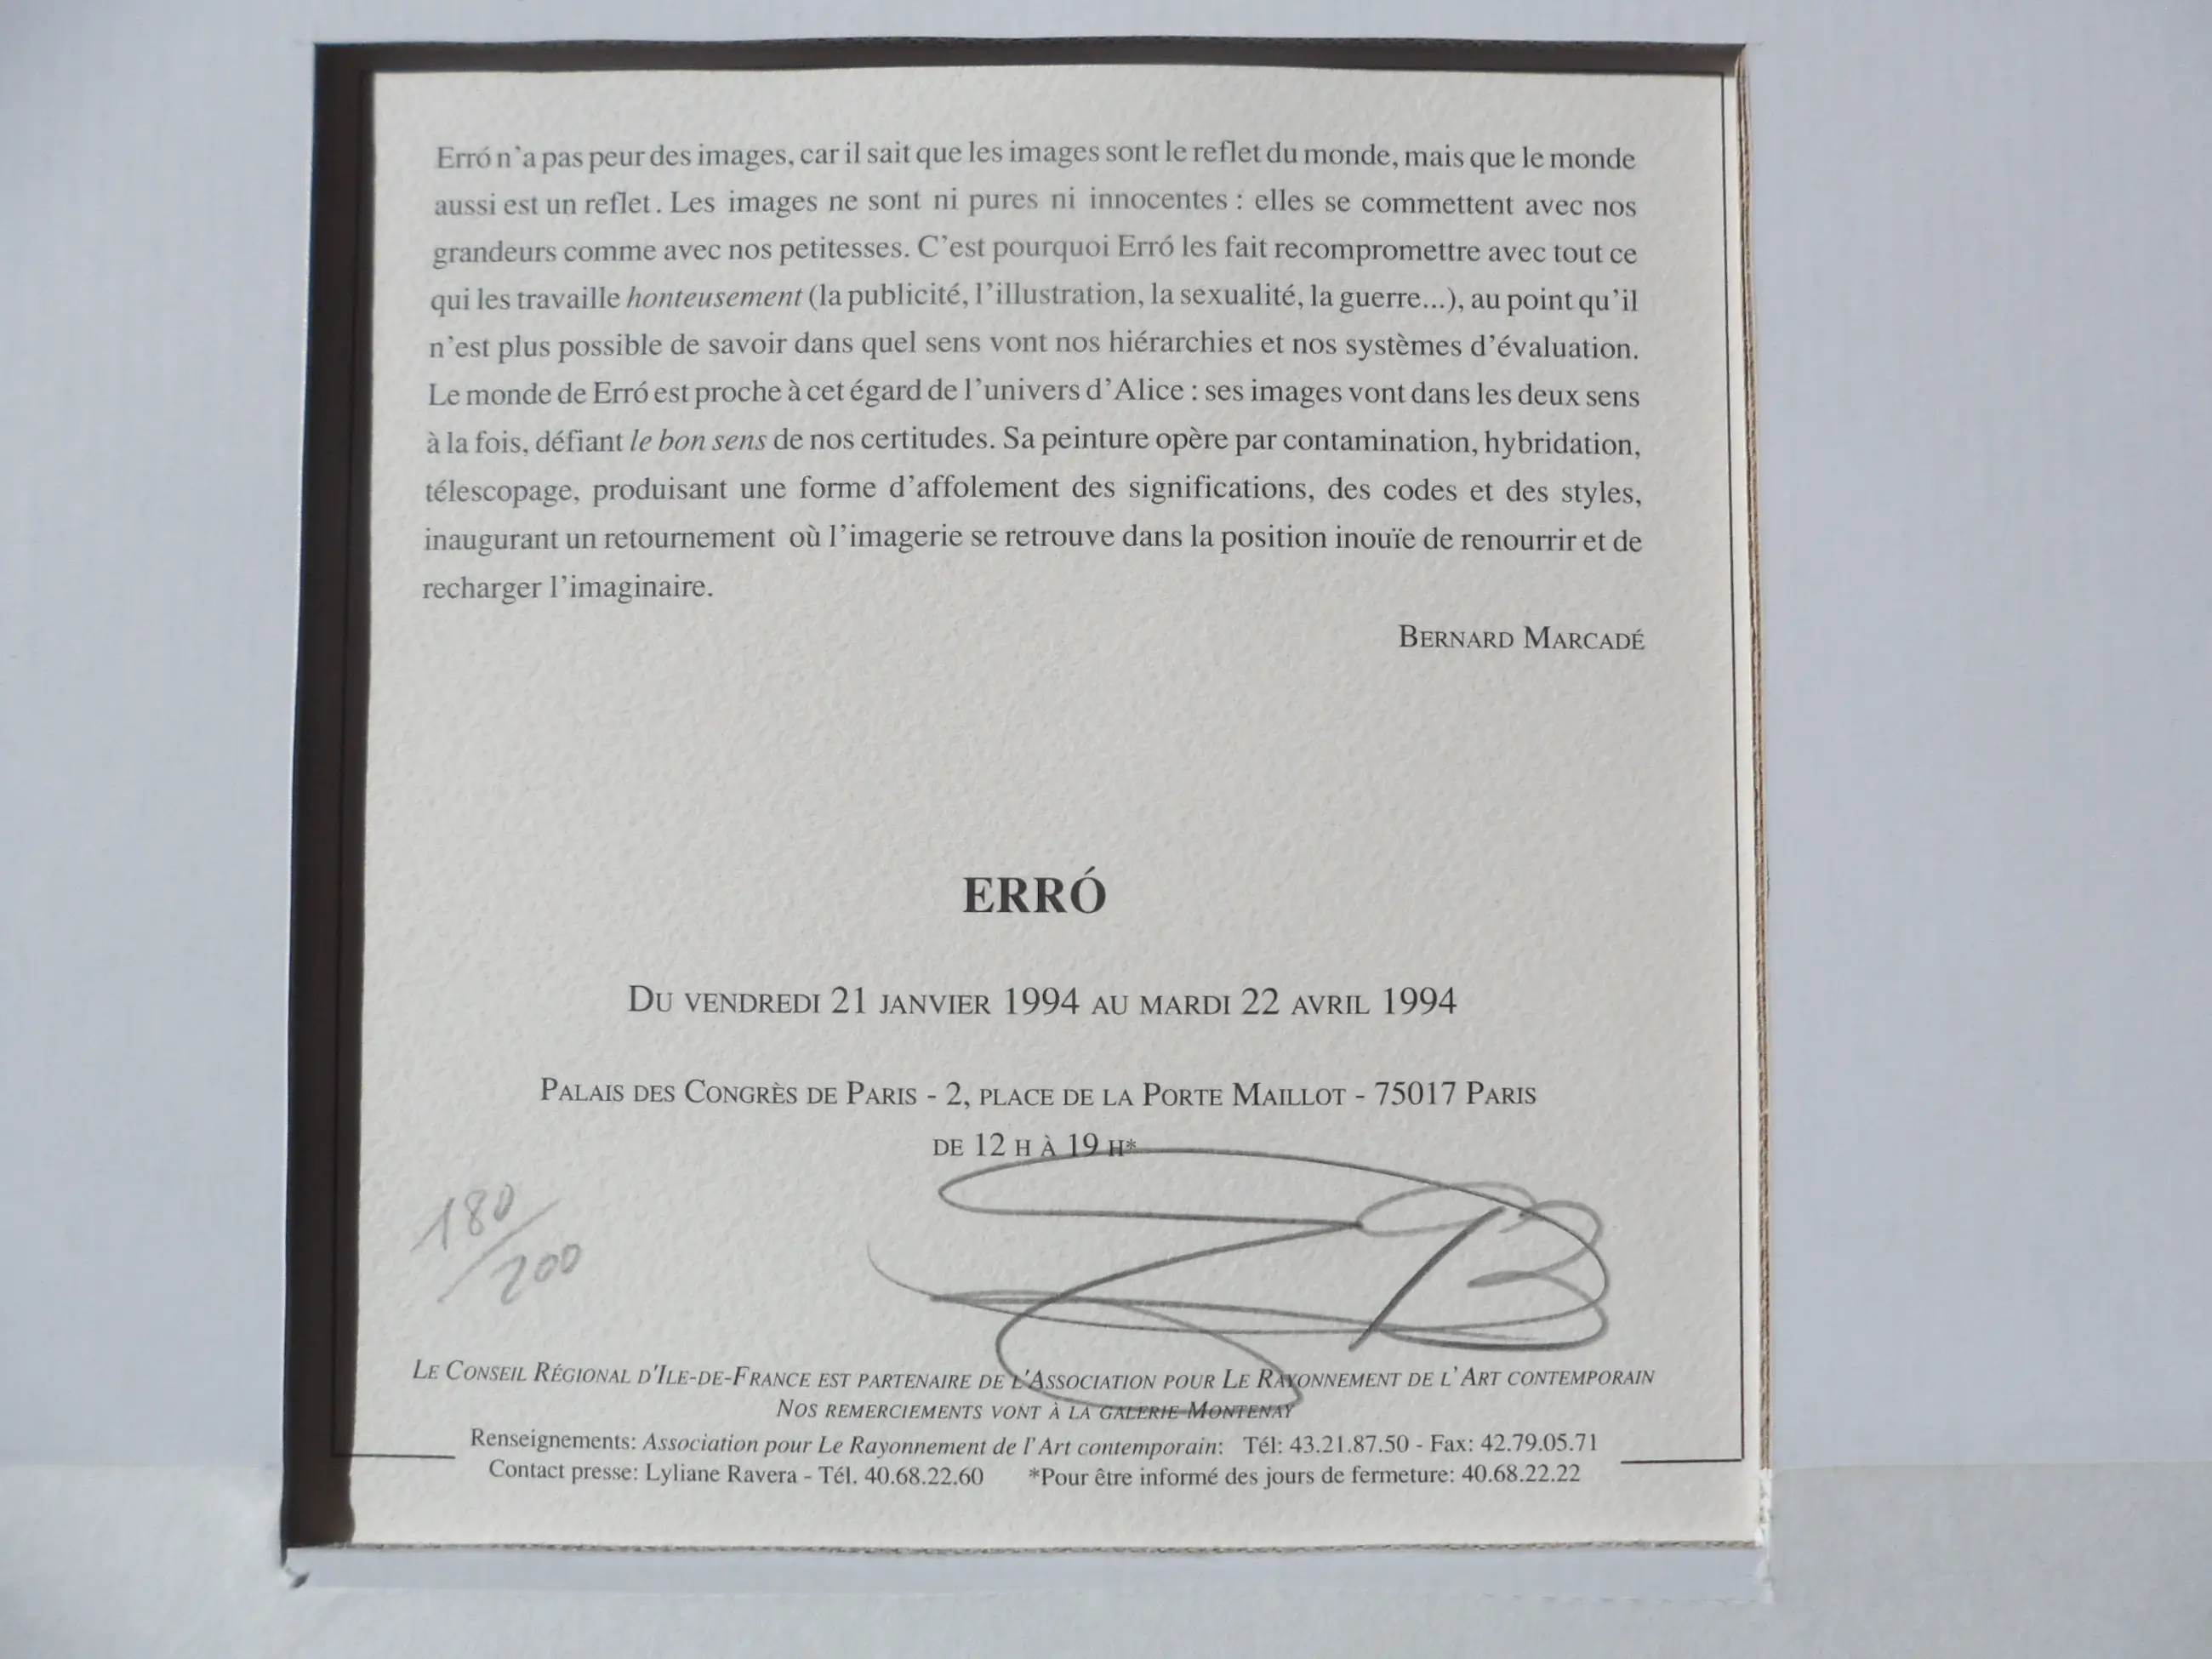 Erró n'a pas peur des images, car il sait que les images sont le reflet du monde, mais que le monde
aussi est un reflet. Les images ne sont ni pures ni innocentes : elles se commettent avec nos
grandeurs comme avec nos petitesses. C'est pourquoi Erró les fait recompromettre avec tout ce
qui les travaille honteusement (la publicité, l'illustration, la sexualité, la guerre...), au point qu'il
n'est plus possible de savoir dans quel sens vont nos hiérarchies et nos systèmes d'évaluation.
Le monde de Erró est proche à cet égard de l'univers d'Alice : ses images vont dans les deux sens
à la fois, défiant le bon sens de nos certitudes. Sa peinture opère par contamination, hybridation,
télescopage, produisant une forme d'affolement des significations, des codes et des styles,
inaugurant un retournement où l'imagerie se retrouve dans la position inouïe de renourrir et de
recharger l'imaginaire.
BERNARD MARCADÉ
ERRÓ
DU VENDREDI 21 JANVIER 1994 AU MARDI 22 AVRIL 1994
PALAIS DES CONGRÈS DE PARIS - 2, PLACE DE LA PORTE MAILLOT - 75017 PARIS
DE 12 H À 19 H*
180/200
LE CONSEIL RÉGIONAL D'ILE-DE-FRANCE EST PARTENAIRE DE L'ASSOCIATION POUR LE RAYONNEMENT DE L'ART CONTEMPORAIN
NOS REMERCIEMENTS VONT À LA GALERIE MONTENAY
Renseignements: Association pour Le Rayonnement de l'Art contemporain: Tél: 43.21.87.50 - Fax: 42.79.05.71
Contact presse: Lyliane Ravera - Tél. 40.68.22.60 *Pour être informé des jours de fermeture: 40.68.22.22